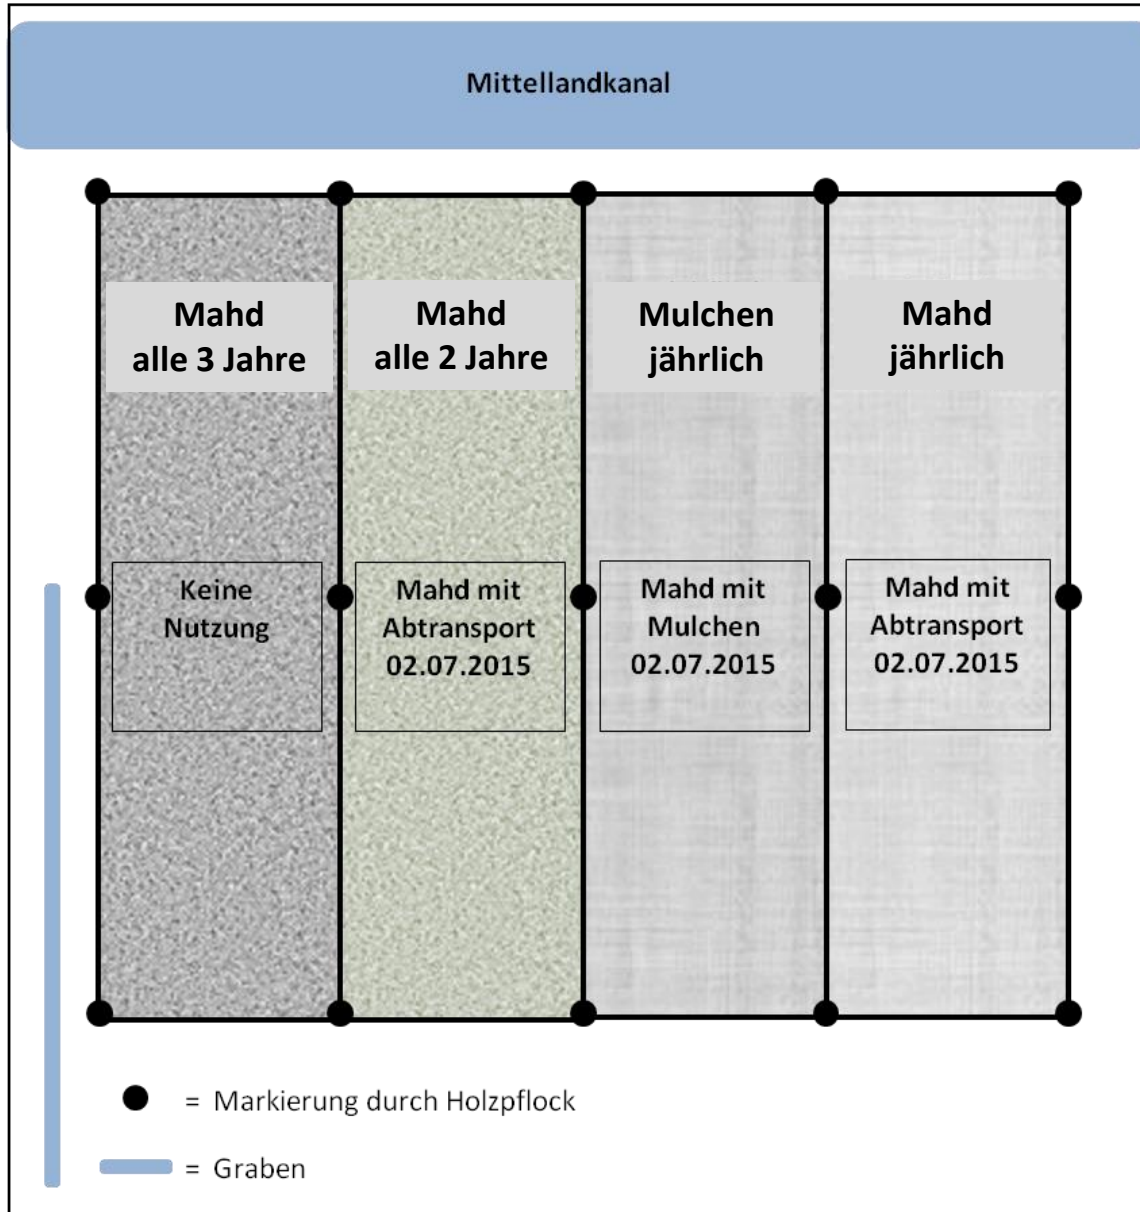 Mittellandkanal
Mahd
alle 3 Jahre
Mahd
alle 2 Jahre
Mulchen
jährlich
Mahd
jährlich
Keine
Nutzung
Mahd mit
Abtransport
02.07.2015
Mahd mit
Mulchen
02.07.2015
Mahd mit
Abtransport
02.07.2015
= Markierung durch Holzpflock
= Graben